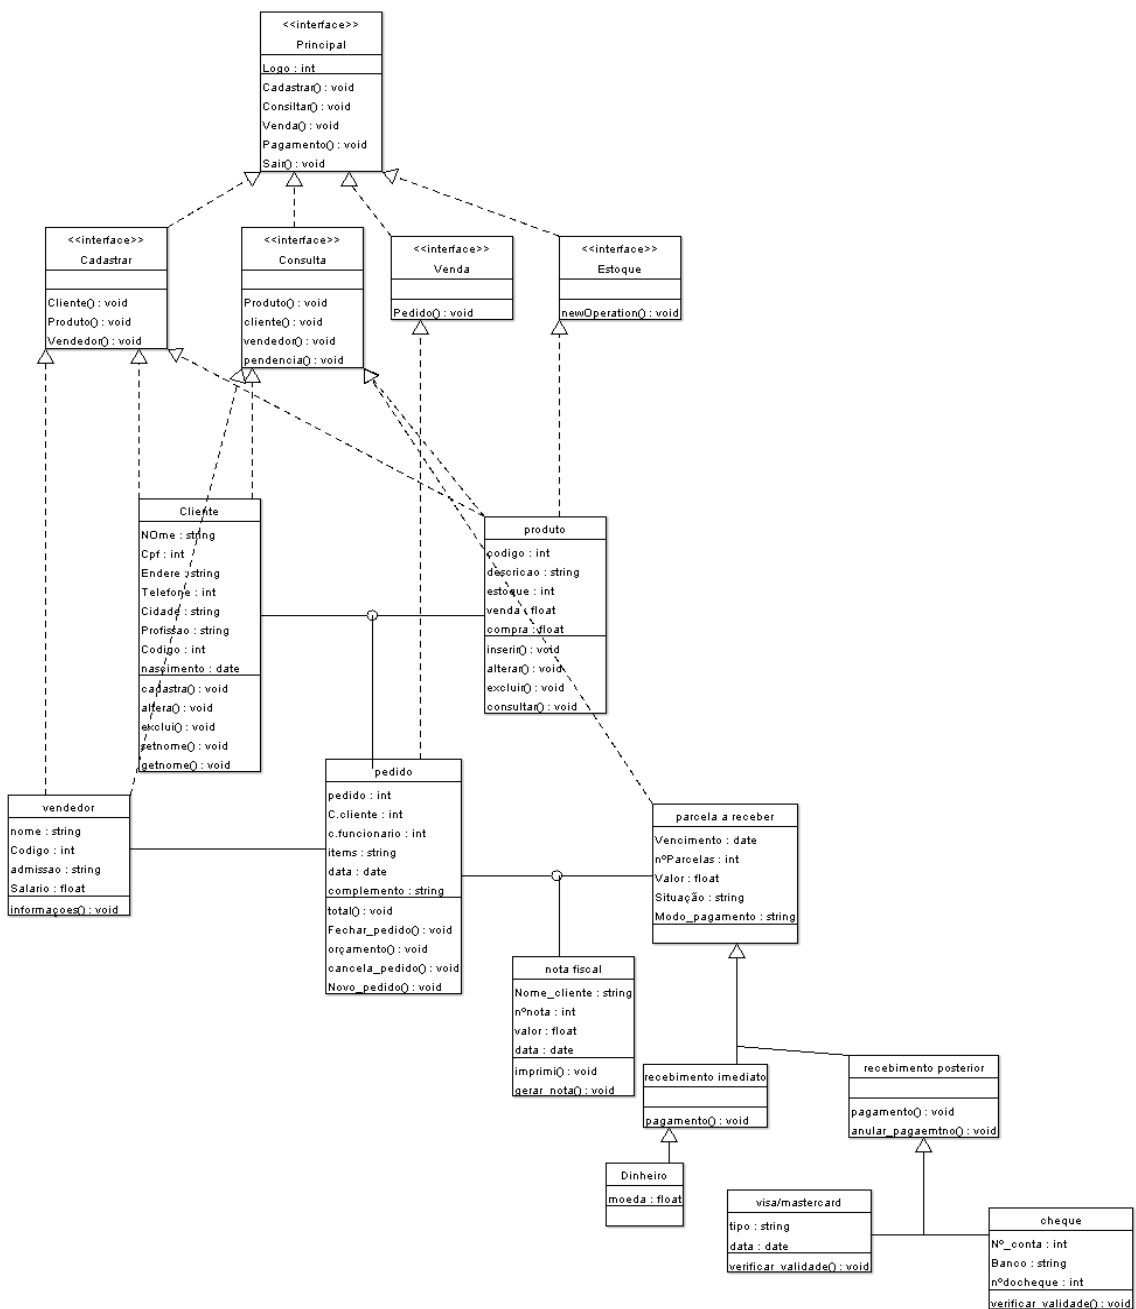 <<interface>>
Principal
Logo : int
Cadastrar() : void
Consiltar() : void
Venda() : void
Pagamento() : void
Sair() : void
<<interface>>
Cadastrar
Cliente() : void
Produto() : void
Vendedor() : void
<<interface>>
Consulta
Produto() : void
cliente() : void
vendedor() : void
pendencia() : void
<<interface>>
Venda
Pedido() : void
<<interface>>
Estoque
newOperation() : void
Cliente
NOme : string
Cpf : int
Endere : string
Telefone : int
Cidade : string
Profissao : string
Codigo : int
nascimento : date
cadastra() : void
altera() : void
exclui() : void
setnome() : void
getnome() : void
produto
codigo : int
descricao : string
estoque : int
venda : float
compra : float
inserir() : void
alterar() : void
excluir() : void
consultar() : void
vendedor
nome : string
Codigo : int
admissao : string
Salario : float
informaçoes() : void
pedido
pedido : int
C.cliente : int
c.funcionario : int
items : string
data : date
complemento : string
total() : void
Fechar_pedido() : void
orçamento() : void
cancela_pedido() : void
Novo_pedido() : void
parcela a receber
Vencimento : date
nºParcelas : int
Valor : float
Situação : string
Modo_pagamento : string
nota fiscal
Nome_cliente : string
nºnota : int
valor : float
data : date
imprimi() : void
gerar_nota() : void
recebimento imediato
pagamento() : void
recebimento posterior
pagamento() : void
anular_pagaemtno() : void
Dinheiro
moeda : float
visa/mastercard
tipo : string
data : date
verificar_validade() : void
cheque
Nº_conta : int
Banco : string
nºdocheque : int
verificar_validade() : void